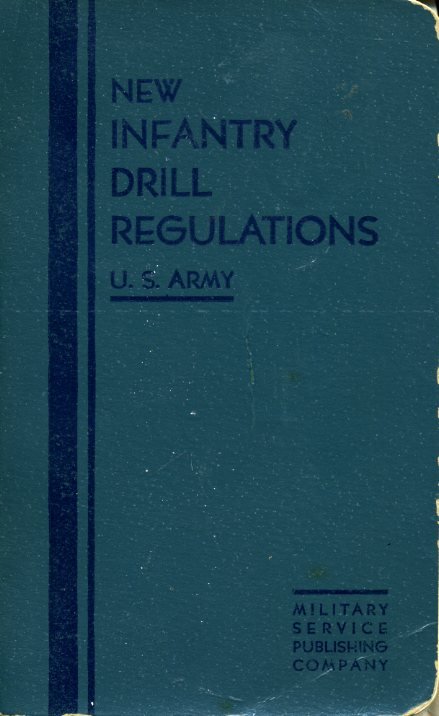 NEW
INFANTRY
DRILL
REGULATIONS
U. S. ARMY
MILITARY
SERVICE
PUBLISHING
COMPANY